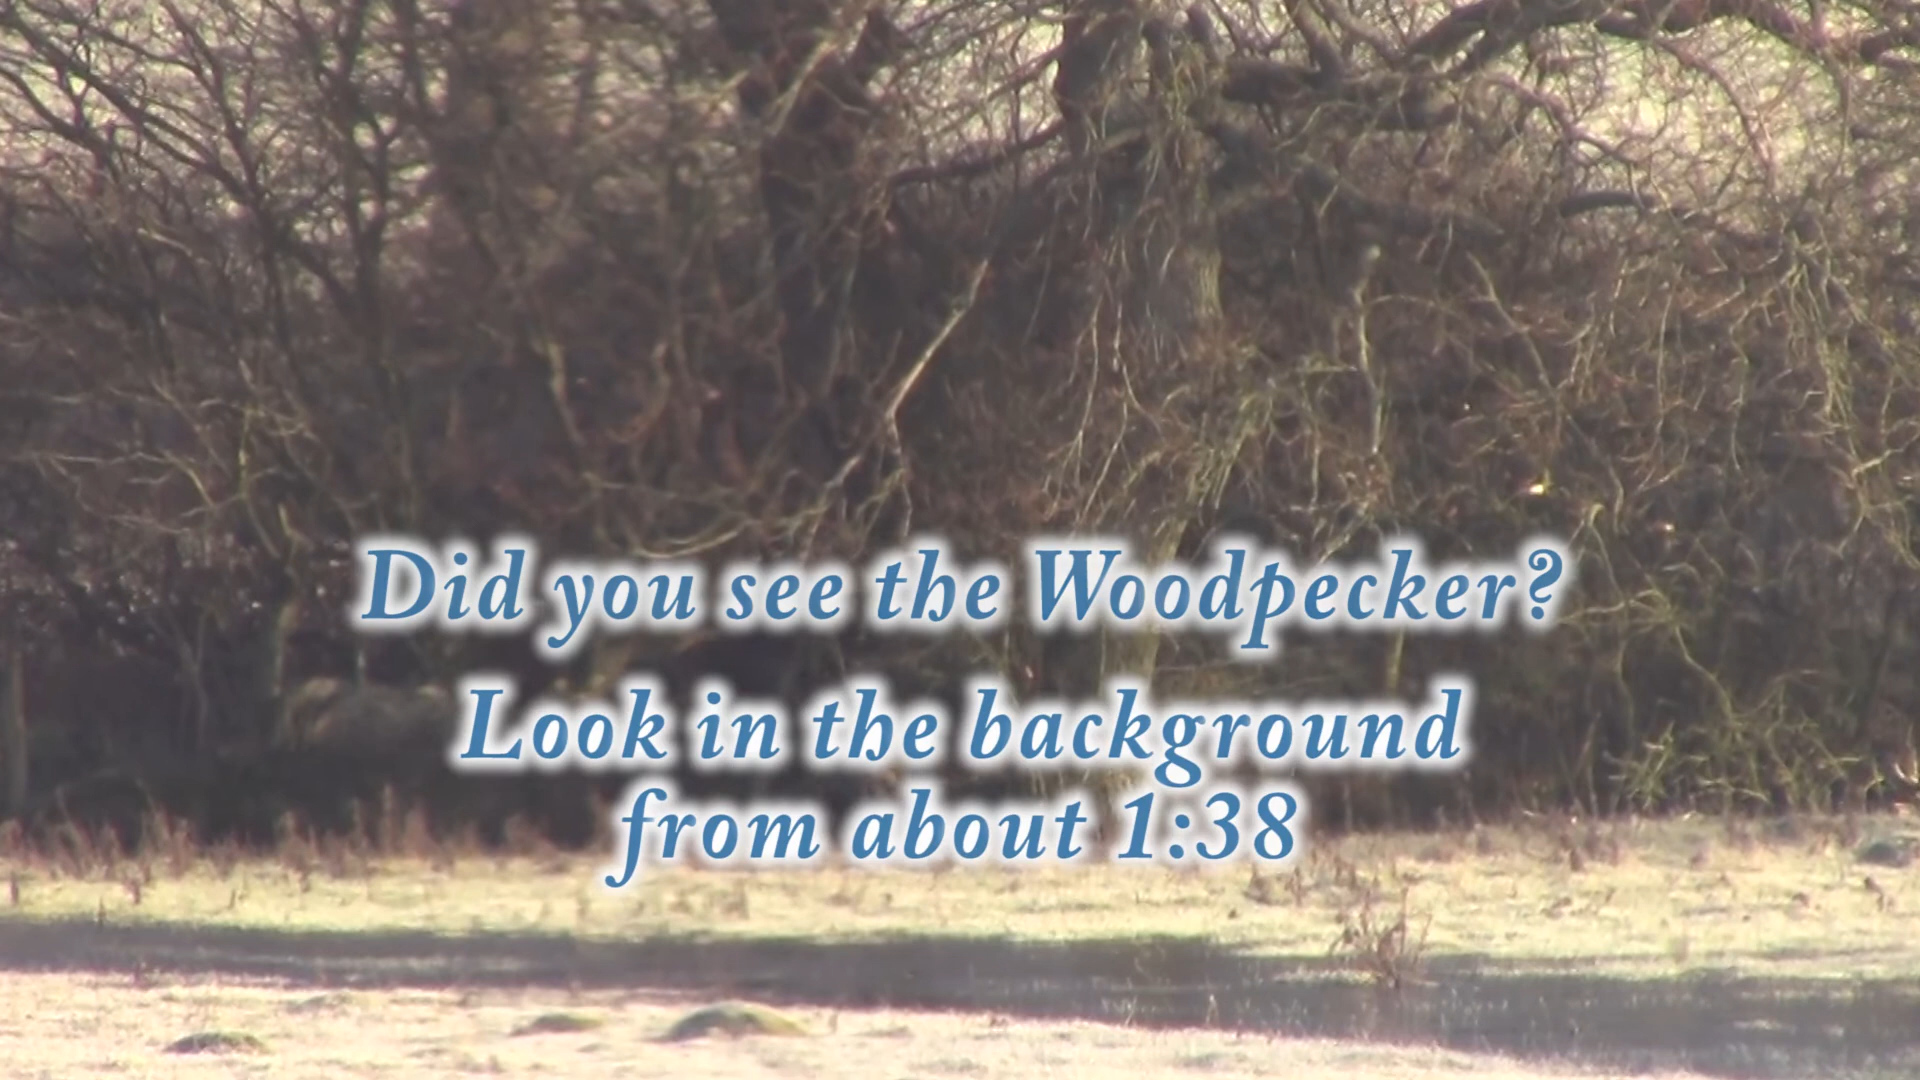 Did you see the Woodpecker?
Look in the background
from about 1:38